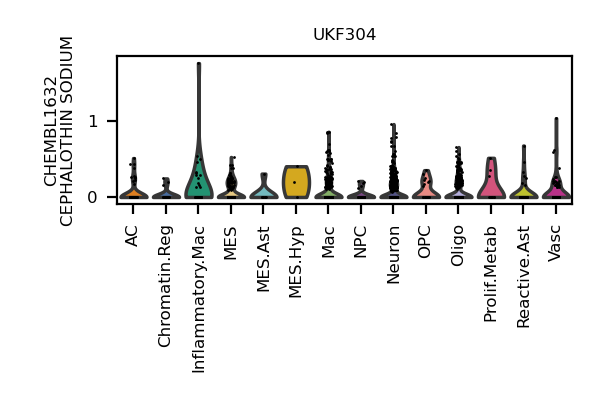 UKF304
CHEMBL1632
CEPHALOTHIN SODIUM
1
0
AC
Chromatin.Reg
Inflammatory.Mac
MES
MES.Ast
MES.Hyp
Mac
NPC
Neuron
OPC
Oligo
Prolif.Metab
Reactive.Ast
Vasc